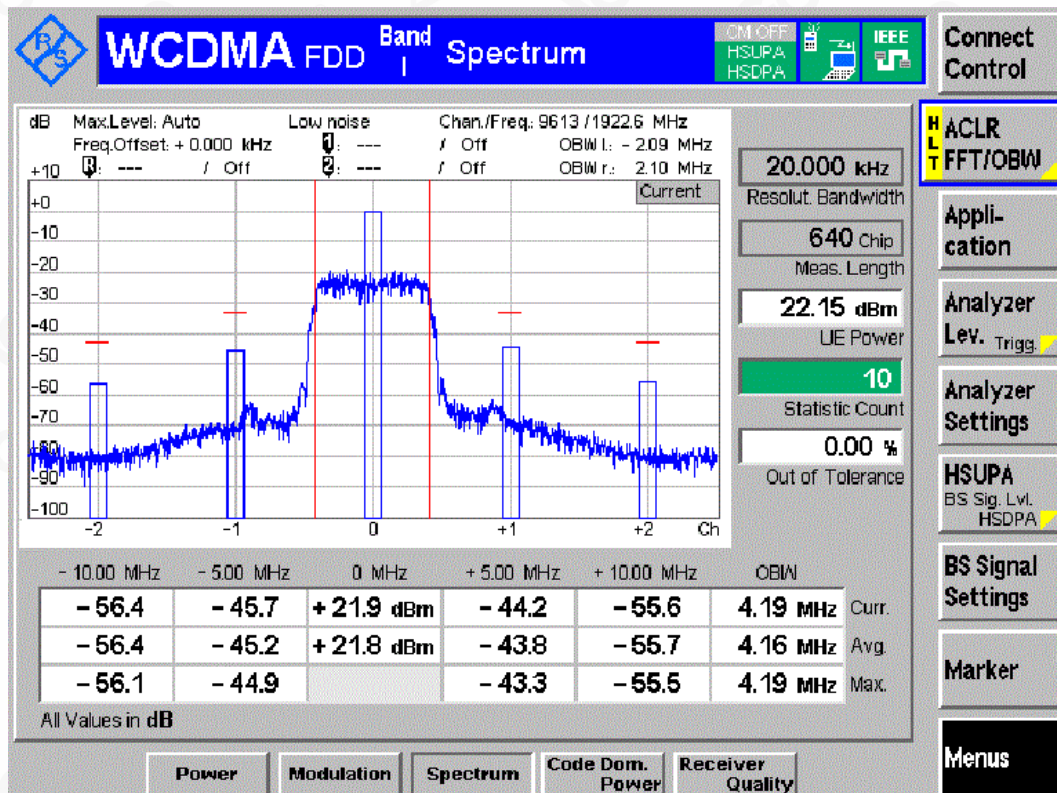 R/S
WCDMA FDD Band I Spectrum
CM OFF
HSUPA
HSDPA
IEEE
Connect Control
dB Max.Level: Auto Low noise Chan./Freq.: 9613 / 1922.6 MHz
Freq.Offset: + 0.000 kHz 1: --- / Off OBW l.: - 2.09 MHz
R: --- / Off 2: --- / Off OBW r.: 2.10 MHz
Current
+10
+0
-10
-20
-30
-40
-50
-60
-70
-80
-90
-100
-2 -1 0 +1 +2 Ch
20.000 kHz
Resolut. Bandwidth
640 Chip
Meas. Length
22.15 dBm
UE Power
10
Statistic Count
0.00 %
Out of Tolerance
HLT
ACLR
FFT/OBW
Appli-
cation
Analyzer
Lev. Trigg.
Analyzer
Settings
HSUPA
BS Sig. Lvl.
HSDPA
BS Signal
Settings
Marker
Menus
- 10.00 MHz - 5.00 MHz 0 MHz + 5.00 MHz + 10.00 MHz OBW
- 56.4 - 45.7 + 21.9 dBm - 44.2 - 55.6 4.19 MHz Curr.
- 56.4 - 45.2 + 21.8 dBm - 43.8 - 55.7 4.16 MHz Avg.
- 56.1 - 44.9 - 43.3 - 55.5 4.19 MHz Max.
All Values in dB
Power
Modulation
Spectrum
Code Dom.
Power
Receiver
Quality